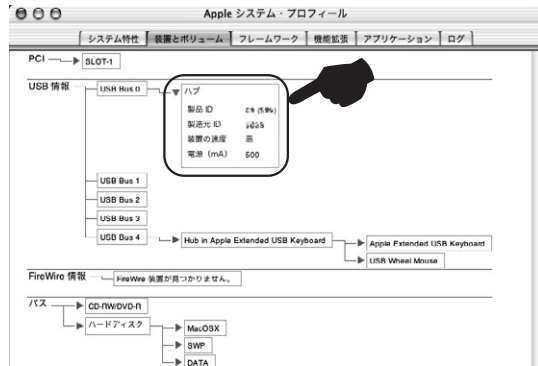 Apple システム・プロフィール
システム特性 装置とボリューム フレームワーク 機能拡張 アプリケーション ログ
PCI SLOT-1
USB 情報 USB Bus 0 ハブ
製品 ID
製造元 ID
装置の速度 高
電源（mA） 500
USB Bus 1
USB Bus 2
USB Bus 3
USB Bus 4 Hub in Apple Extended USB Keyboard Apple Extended USB Keyboard
USB Wheel Mouse
FireWire 情報 FireWire 装置が見つかりません。
バス CD-RW/DVD-R
ハードディスク MacOSX
SWP
DATA